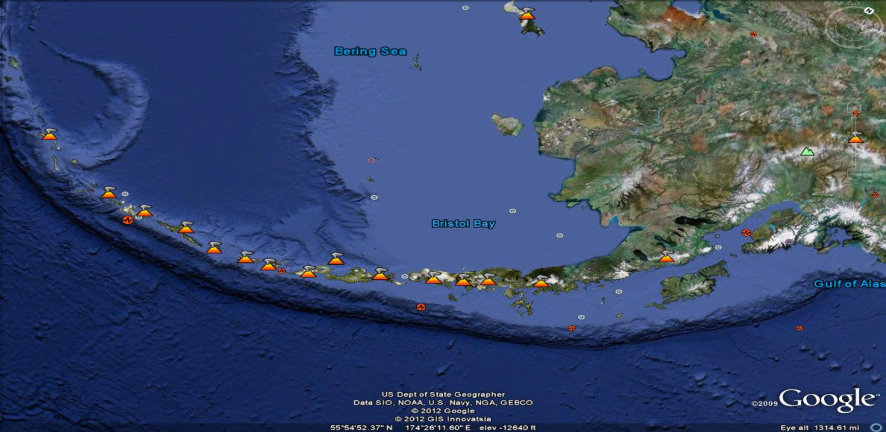 Bering Sea
Bristol Bay
Gulf of Alas
US Dept of State Geographer
Data SIO, NOAA, U.S. Navy, NGA, GEBCO
© 2012 Google
© 2012 GIS Innovatsia
©2009 Google™
55°54'52.37" N 174°26'11.60" E elev -12640 ft
Eye alt 1314.61 mi